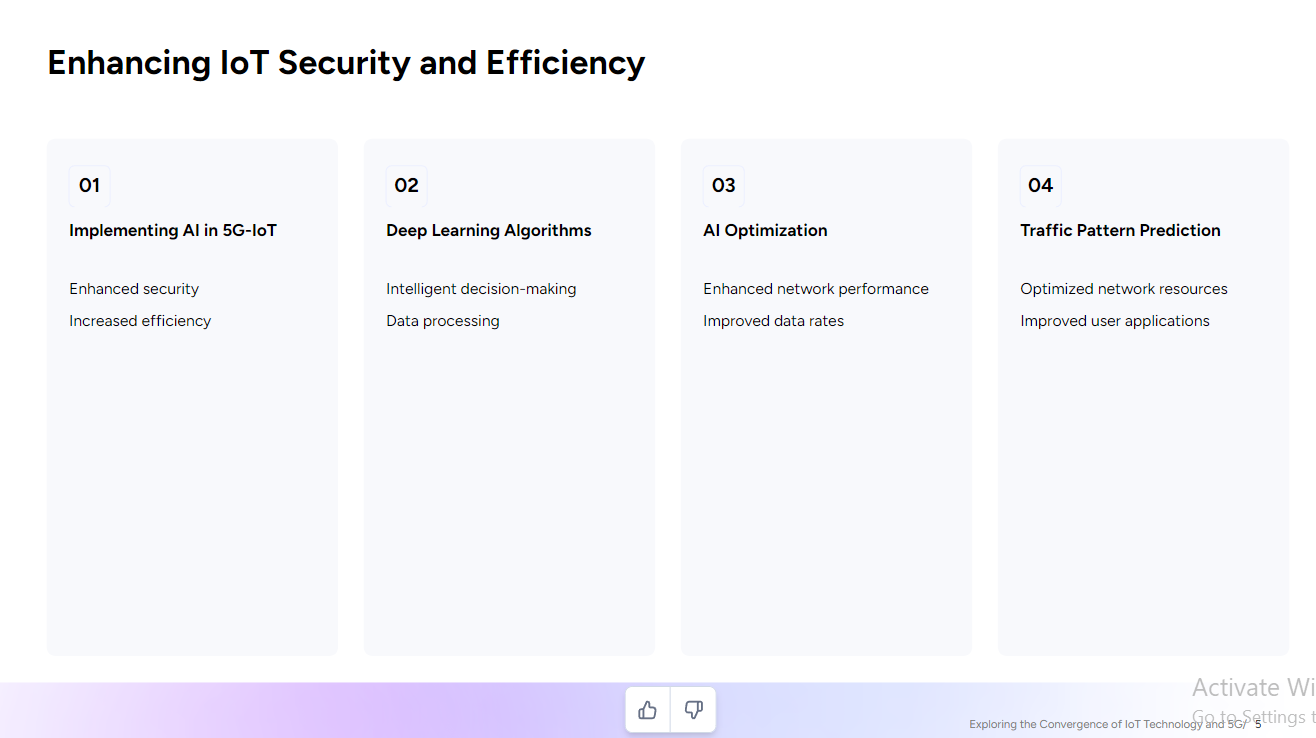 Enhancing IoT Security and Efficiency
01
Implementing AI in 5G-IoT
Enhanced security
Increased efficiency
02
Deep Learning Algorithms
Intelligent decision-making
Data processing
03
AI Optimization
Enhanced network performance
Improved data rates
04
Traffic Pattern Prediction
Optimized network resources
Improved user applications
Activate Wi
Go to Settings t
Exploring the Convergence of IoT Technology and 5G/ 5